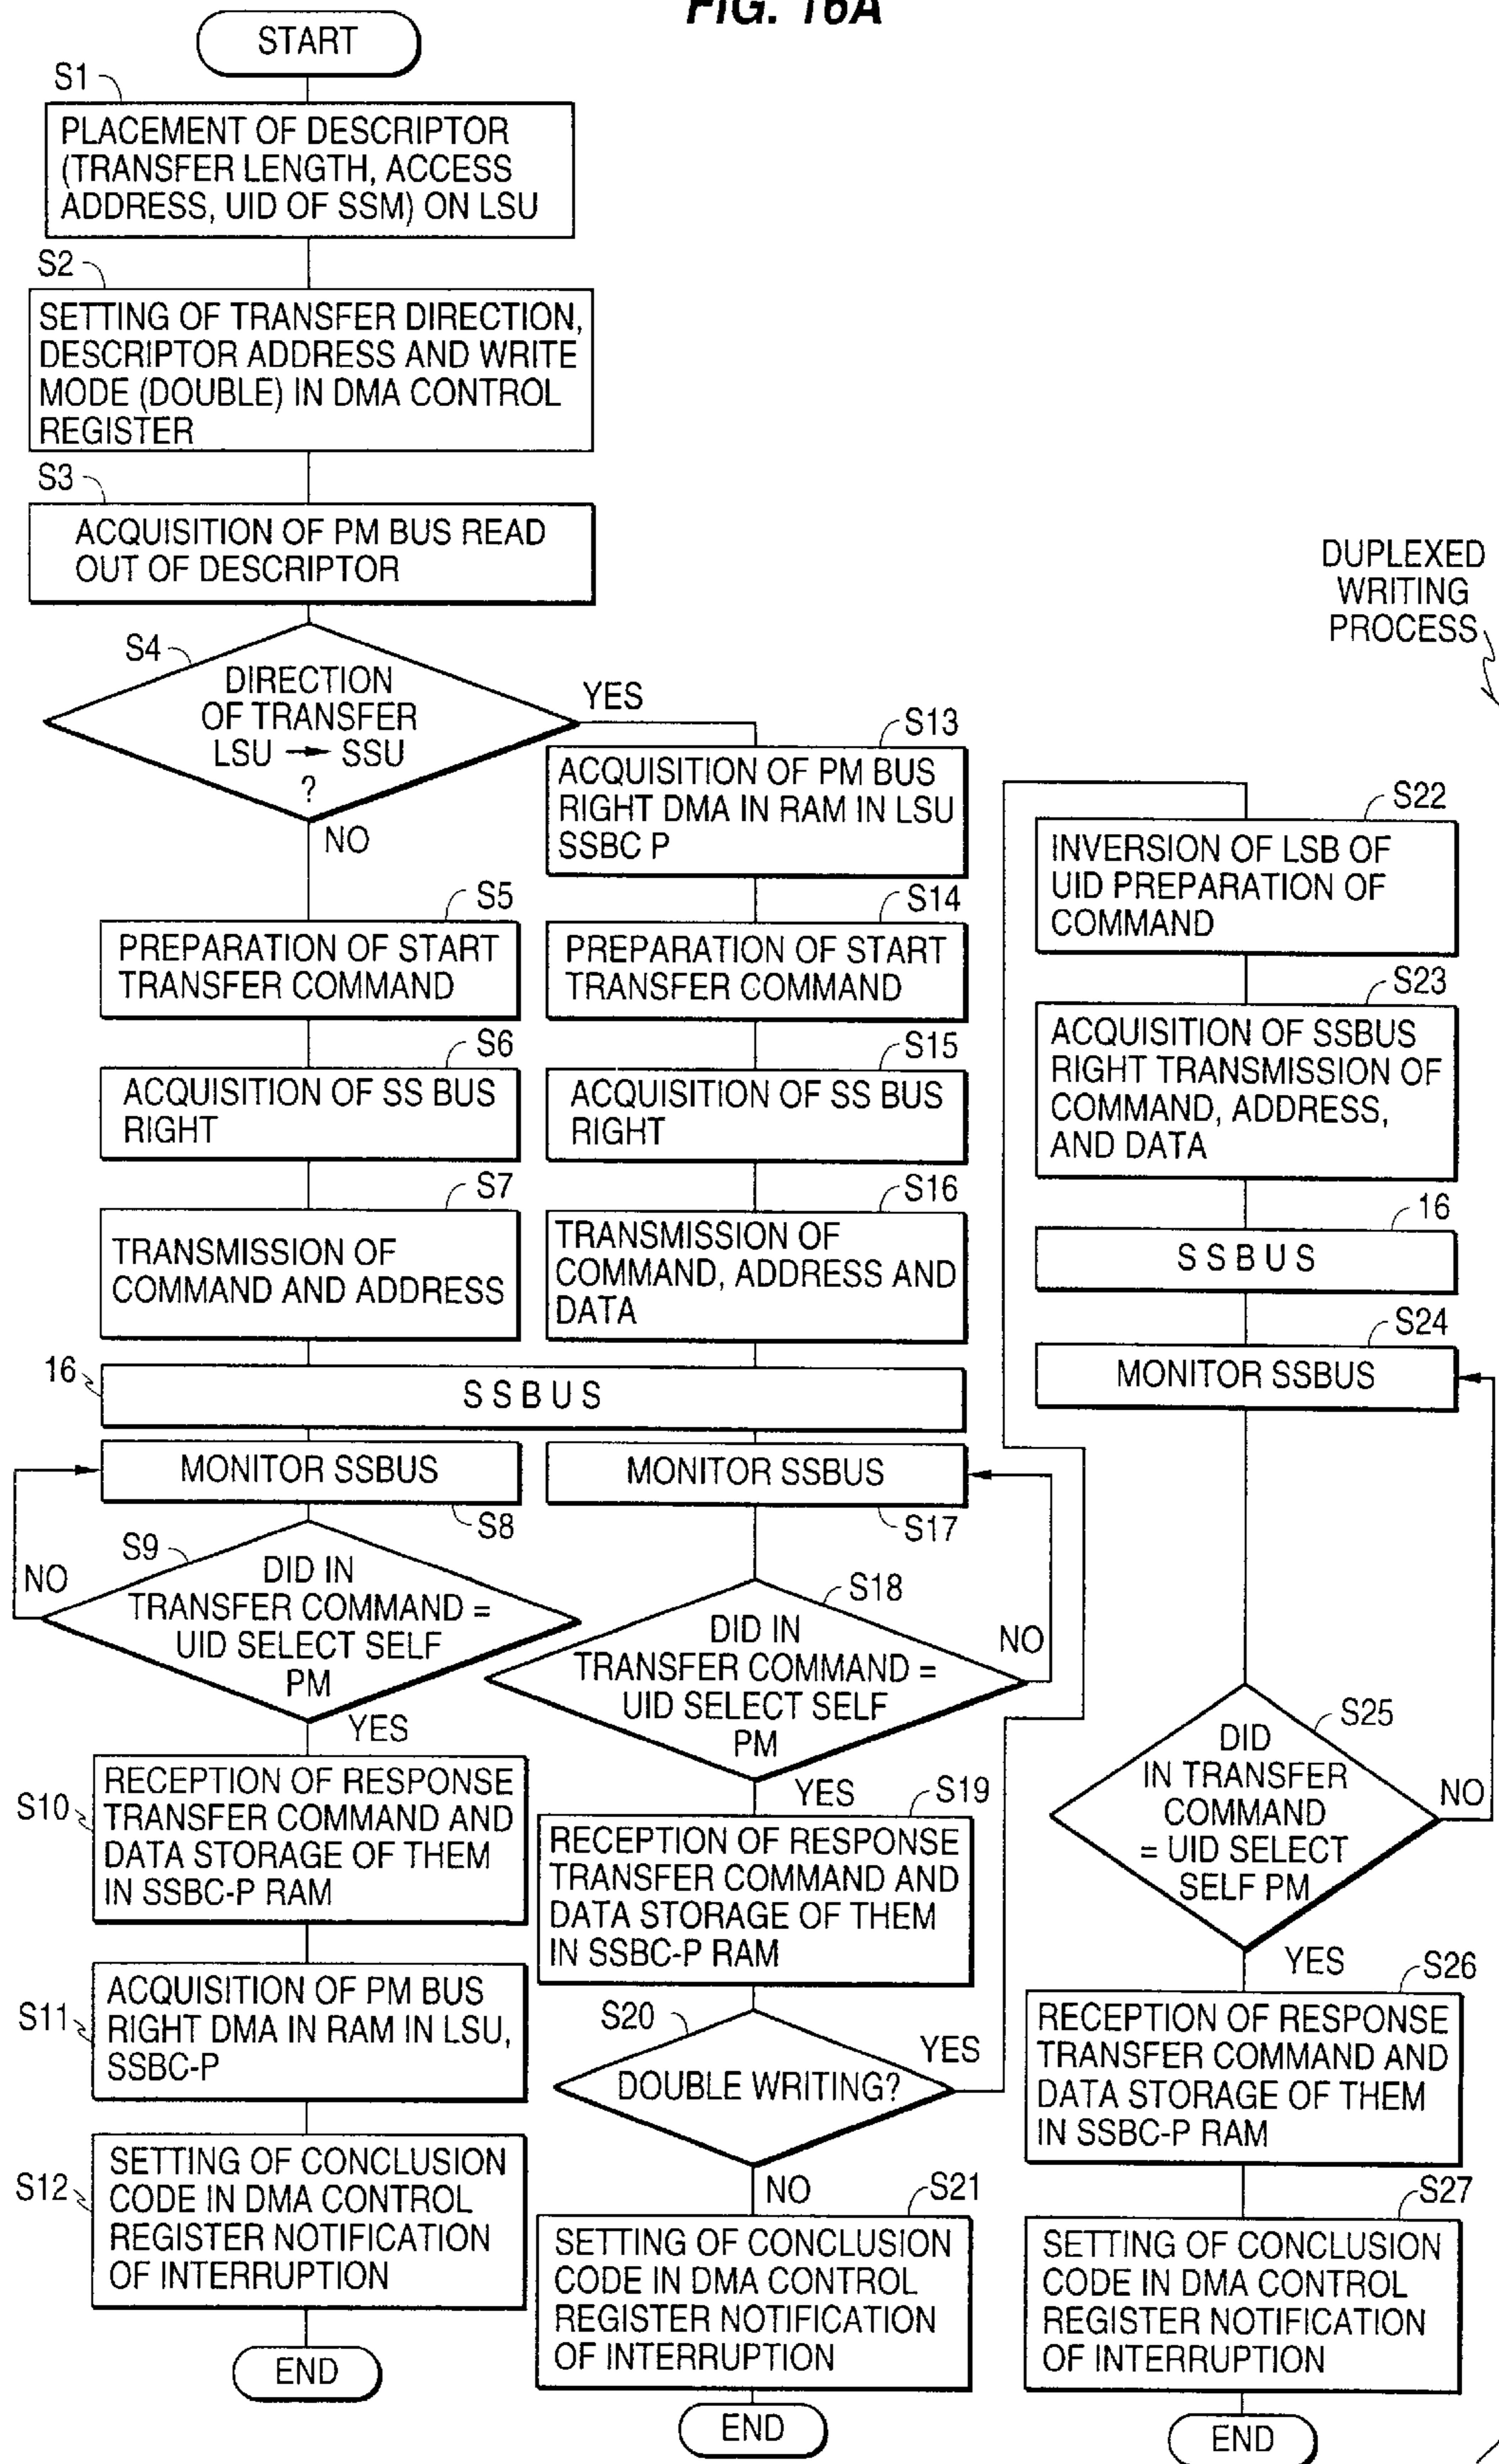 FIG. 16A
START
S1
PLACEMENT OF DESCRIPTOR
(TRANSFER LENGTH, ACCESS
ADDRESS, UID OF SSM) ON LSU
S2
SETTING OF TRANSFER DIRECTION,
DESCRIPTOR ADDRESS AND WRITE
MODE (DOUBLE) IN DMA CONTROL
REGISTER
S3
ACQUISITION OF PM BUS READ
OUT OF DESCRIPTOR
S4
DIRECTION
OF TRANSFER
LSU → SSU
?
YES
NO
S5
PREPARATION OF START
TRANSFER COMMAND
S6
ACQUISITION OF SS BUS
RIGHT
S7
TRANSMISSION OF
COMMAND AND ADDRESS
16
SSBUS
MONITOR SSBUS
S8
S9
DID IN
TRANSFER COMMAND =
UID SELECT SELF
PM
NO
YES
S10
RECEPTION OF RESPONSE
TRANSFER COMMAND AND
DATA STORAGE OF THEM
IN SSBC-P RAM
S11
ACQUISITION OF PM BUS
RIGHT DMA IN RAM IN LSU,
SSBC-P
S12
SETTING OF CONCLUSION
CODE IN DMA CONTROL
REGISTER NOTIFICATION
OF INTERRUPTION
END
S13
ACQUISITION OF PM BUS
RIGHT DMA IN RAM IN LSU
SSBC P
S14
PREPARATION OF START
TRANSFER COMMAND
S15
ACQUISITION OF SS BUS
RIGHT
S16
TRANSMISSION OF
COMMAND, ADDRESS AND
DATA
MONITOR SSBUS
S17
S18
DID IN
TRANSFER COMMAND =
UID SELECT SELF
PM
NO
YES
S19
RECEPTION OF RESPONSE
TRANSFER COMMAND AND
DATA STORAGE OF THEM
IN SSBC-P RAM
S20
DOUBLE WRITING?
YES
NO
S21
SETTING OF CONCLUSION
CODE IN DMA CONTROL
REGISTER NOTIFICATION
OF INTERRUPTION
END
DUPLEXED
WRITING
PROCESS
S22
INVERSION OF LSB OF
UID PREPARATION OF
COMMAND
S23
ACQUISITION OF SSBUS
RIGHT TRANSMISSION OF
COMMAND, ADDRESS,
AND DATA
16
SSBUS
S24
MONITOR SSBUS
S25
DID
IN TRANSFER
COMMAND
= UID SELECT
SELF PM
NO
YES
S26
RECEPTION OF RESPONSE
TRANSFER COMMAND AND
DATA STORAGE OF THEM
IN SSBC-P RAM
S27
SETTING OF CONCLUSION
CODE IN DMA CONTROL
REGISTER NOTIFICATION
OF INTERRUPTION
END